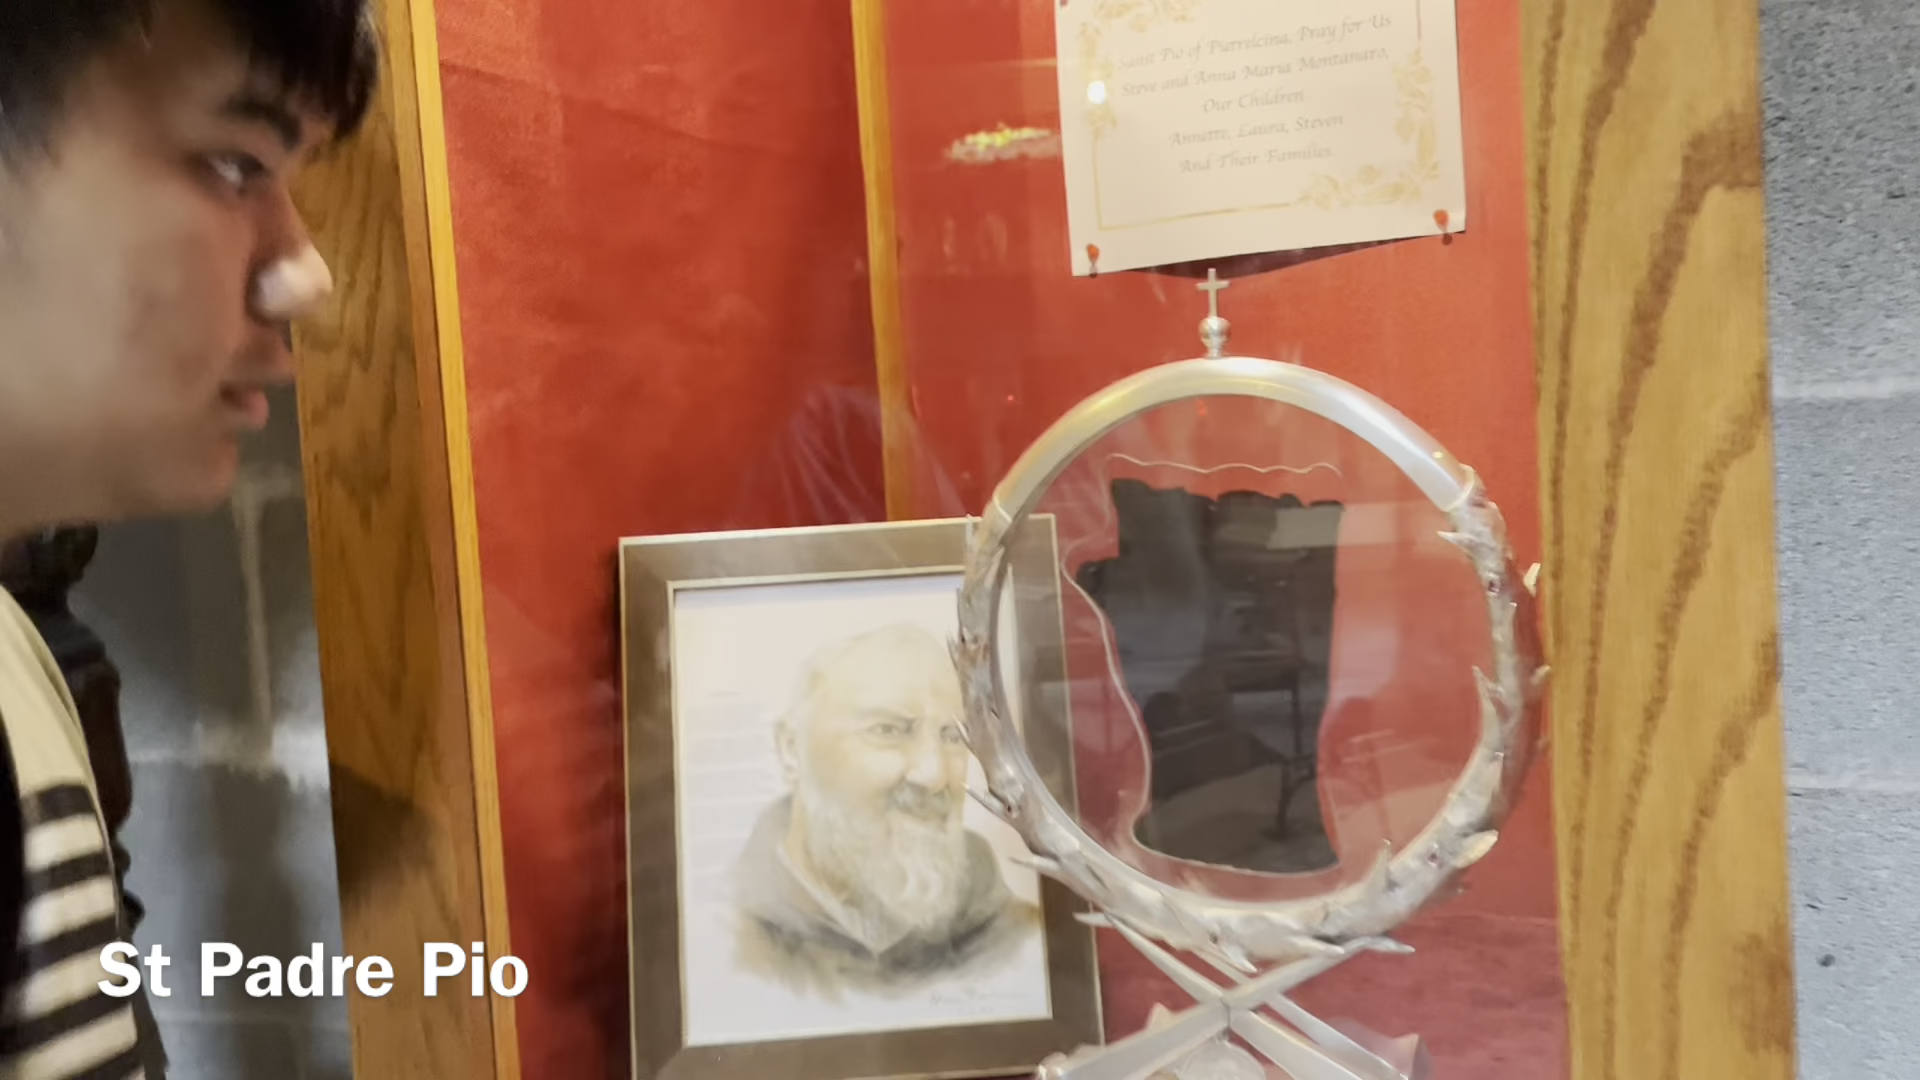 Saint Pio of Pietrelcina, Pray for Us
Steve and Anna Maria Montanaro,
Our Children
Annette, Laura, Steven
And Their Families.
St Padre Pio